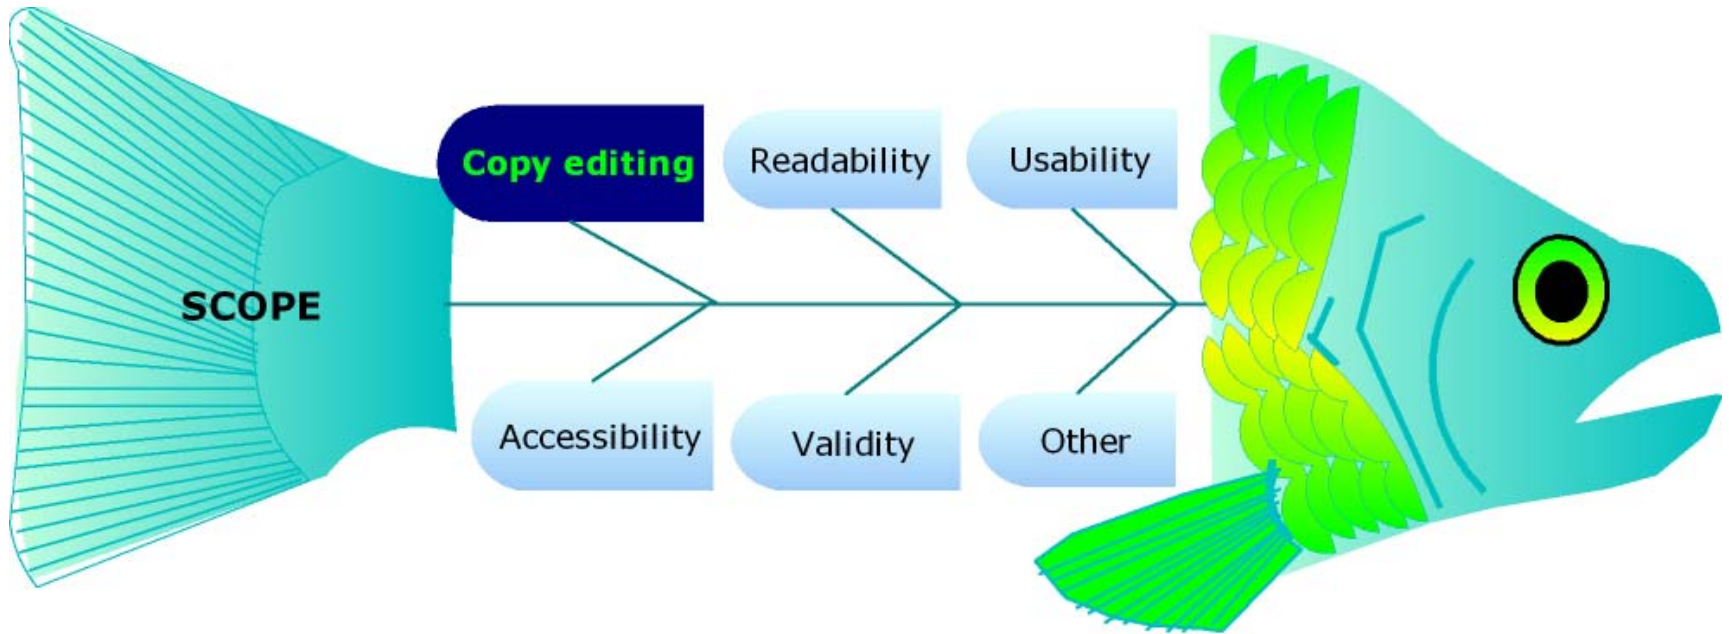 Copy editing
Readability
Usability
SCOPE
Accessibility
Validity
Other